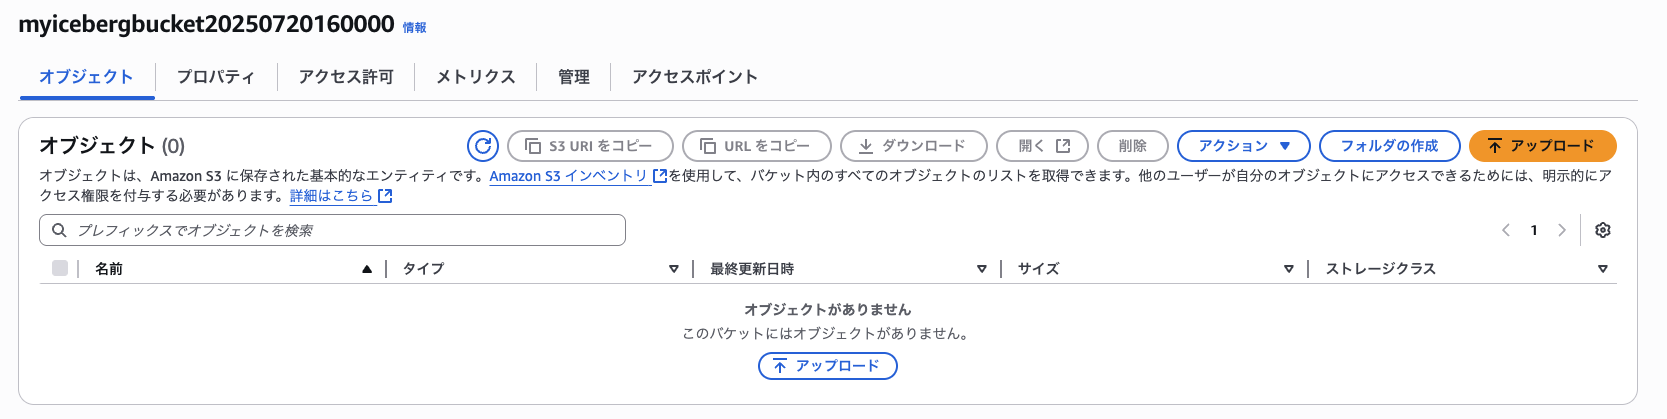 myicebergbucket20250720160000 情報
オブジェクト プロパティ アクセス許可 メトリクス 管理 アクセスポイント
オブジェクト (0) S3 URI をコピー URL をコピー ダウンロード 開く 削除 アクション フォルダの作成 アップロード
オブジェクトは、Amazon S3 に保存された基本的なエンティティです。Amazon S3 インベントリ を使用して、バケット内のすべてのオブジェクトのリストを取得できます。他のユーザーが自分のオブジェクトにアクセスできるためには、明示的にア
クセス権限を付与する必要があります。詳細はこちら
プレフィックスでオブジェクトを検索 1
名前 タイプ 最終更新日時 サイズ ストレージクラス
オブジェクトがありません
このバケットにはオブジェクトがありません。
アップロード